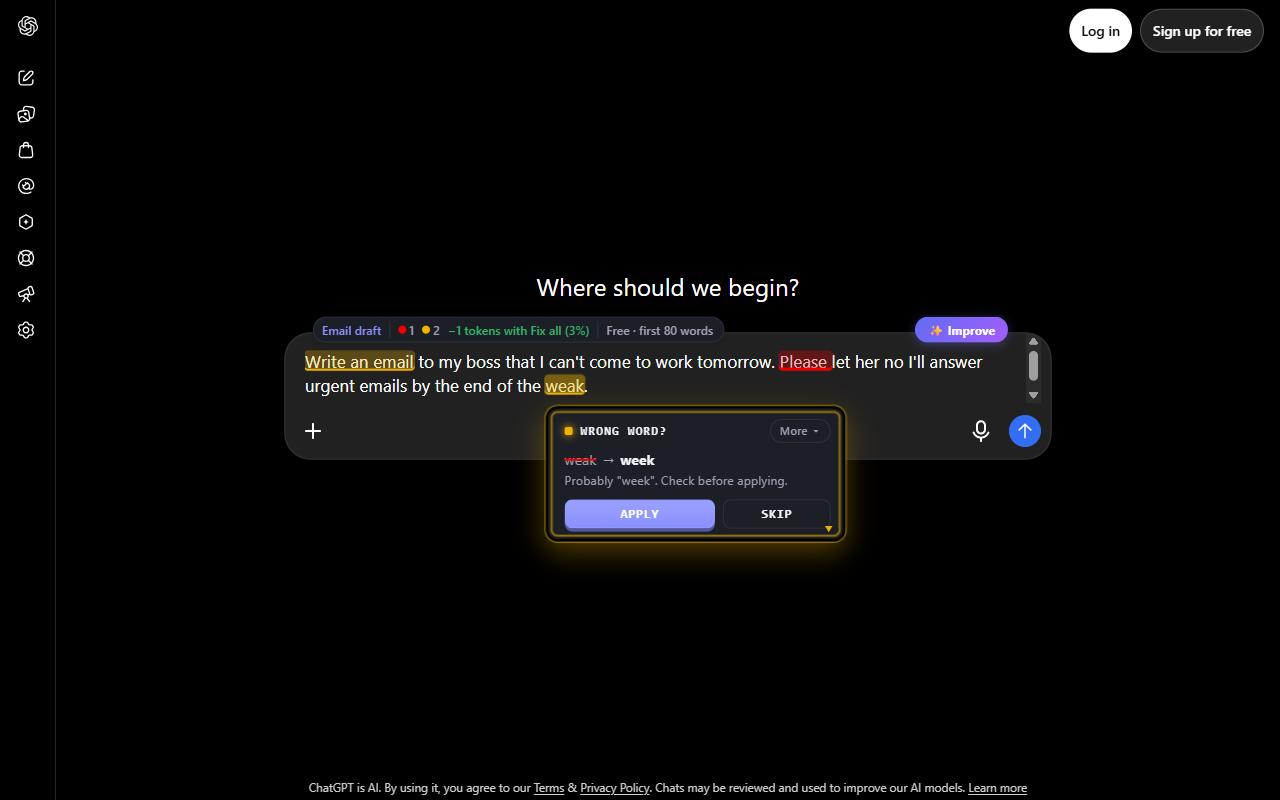 Log in
Sign up for free
Where should we begin?
Email draft 1 2 −1 tokens with Fix all (3%) Free · first 80 words
✨ Improve
Write an email to my boss that I can't come to work tomorrow. Please let her no I'll answer
urgent emails by the end of the weak.
WRONG WORD?
More
weak → week
Probably "week". Check before applying.
APPLY
SKIP
ChatGPT is AI. By using it, you agree to our Terms & Privacy Policy. Chats may be reviewed and used to improve our AI models. Learn more